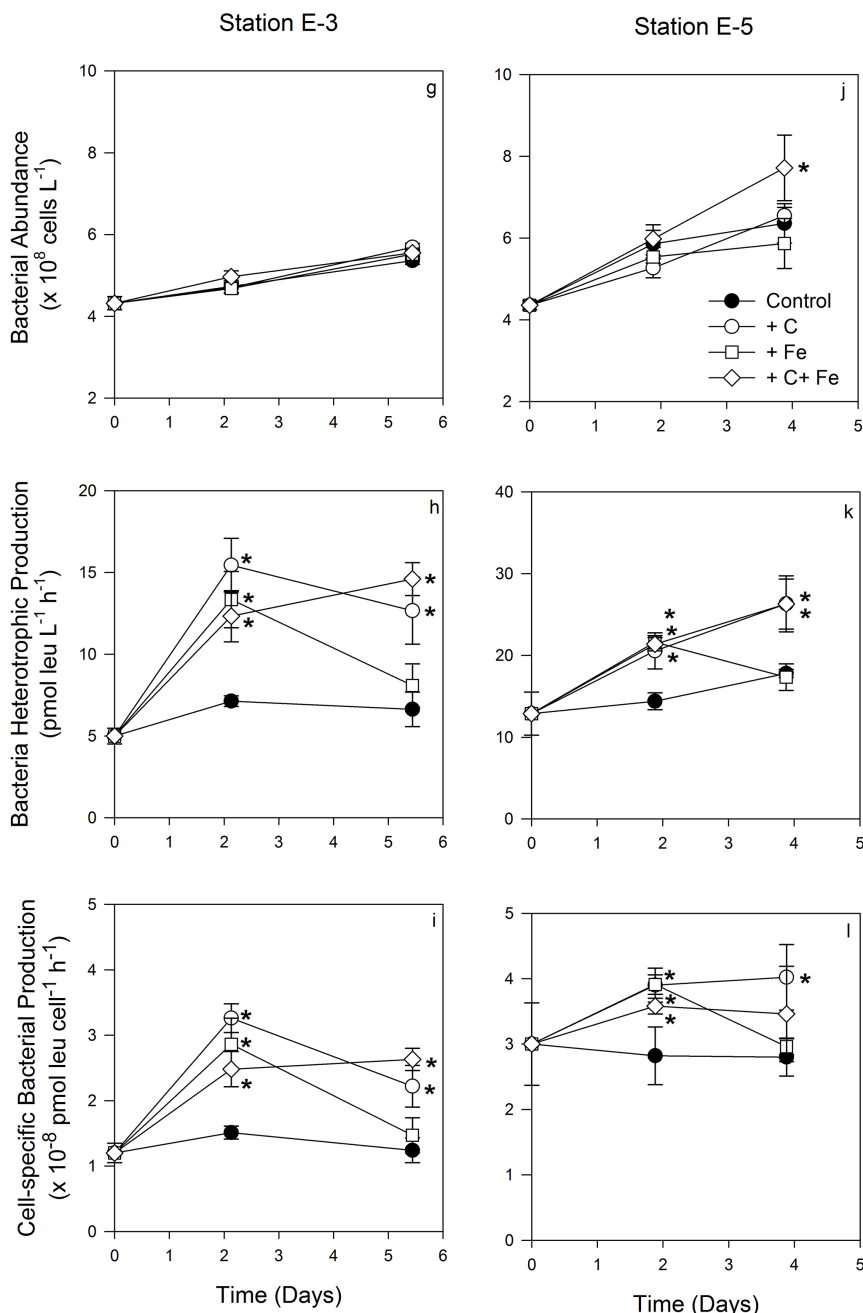 Station E-3
Station E-5
Bacterial Abundance
(x 10⁸ cells L⁻¹)
10
8
6
4
2
g
0 1 2 3 4 5 6
10
8
6
4
2
j
*
Control
+ C
+ Fe
+ C+ Fe
0 1 2 3 4 5
Bacteria Heterotrophic Production
(pmol leu L⁻¹ h⁻¹)
20
15
10
5
0
h
*
*
*
*
*
0 1 2 3 4 5 6
40
30
20
10
0
k
*
*
*
*
*
0 1 2 3 4 5
Cell-specific Bacterial Production
(x 10⁻⁸ pmol leu cell⁻¹ h⁻¹)
5
4
3
2
1
0
i
*
*
*
*
*
0 1 2 3 4 5 6
Time (Days)
5
4
3
2
1
0
l
*
*
*
*
0 1 2 3 4 5
Time (Days)